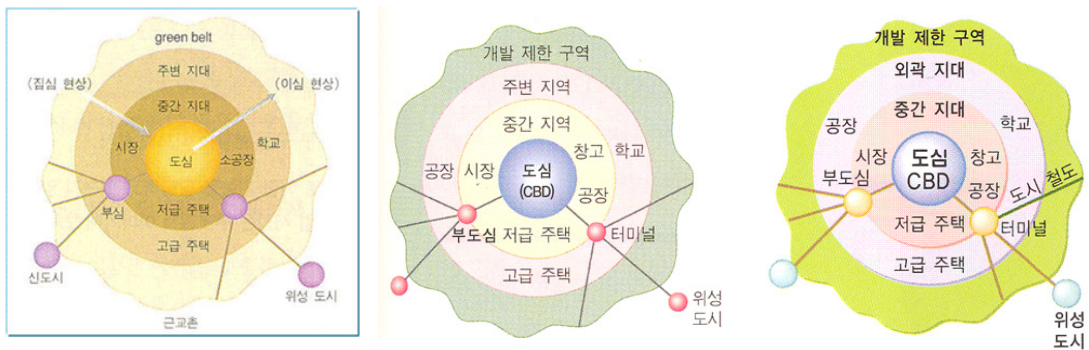 green belt
주변 지대
(집심 현상)
(이심 현상)
중간 지대
시장
도심
소공장
학교
부심
저급 주택
고급 주택
신도시
위성 도시
근교촌
개발 제한 구역
주변 지역
중간 지역
공장
시장
도심
(CBD)
창고
학교
공장
부도심
저급 주택
터미널
고급 주택
위성
도시
개발 제한 구역
외곽 지대
중간 지대
공장
학교
시장
도심
CBD
창고
부도심
공장
도시 철도
저급 주택
터미널
고급 주택
위성
도시